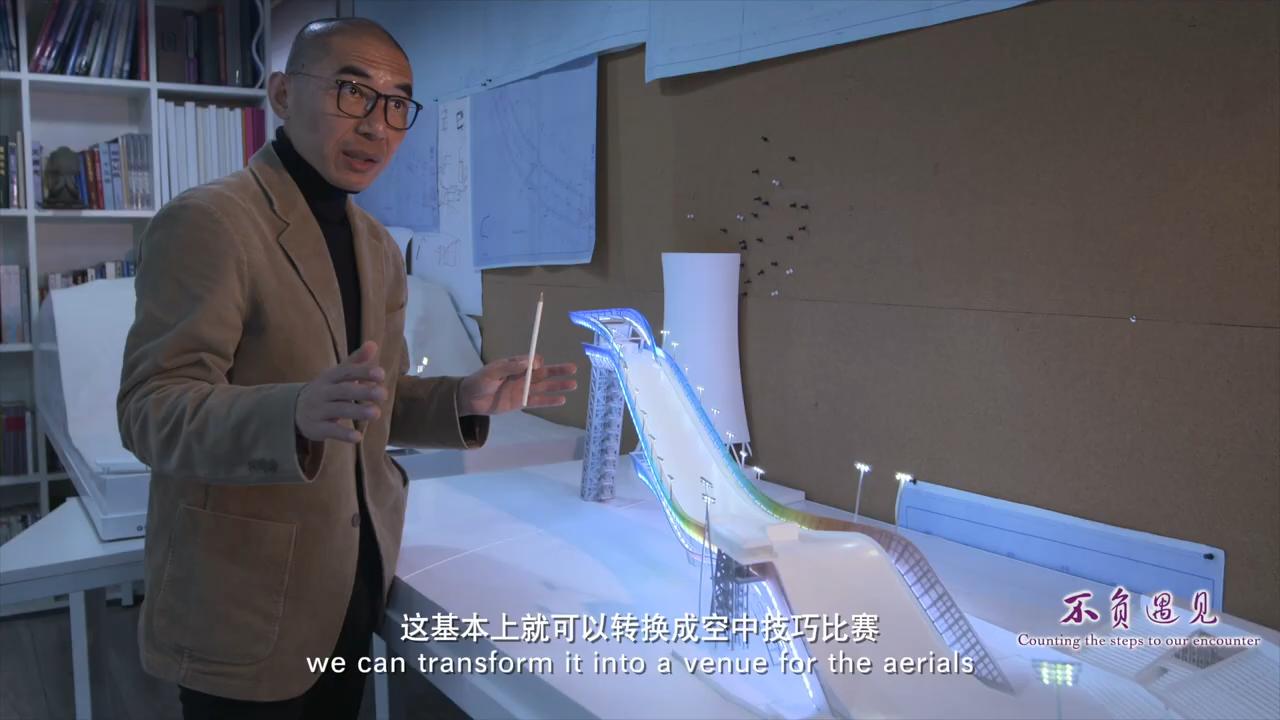 不负遇见
Counting the steps to our encounter
这基本上就可以转换成空中技巧比赛
we can transform it into a venue for the aerials